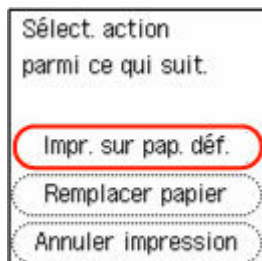 Sélect. action
parmi ce qui suit.
Impr. sur pap. déf.
Remplacer papier
Annuler impression